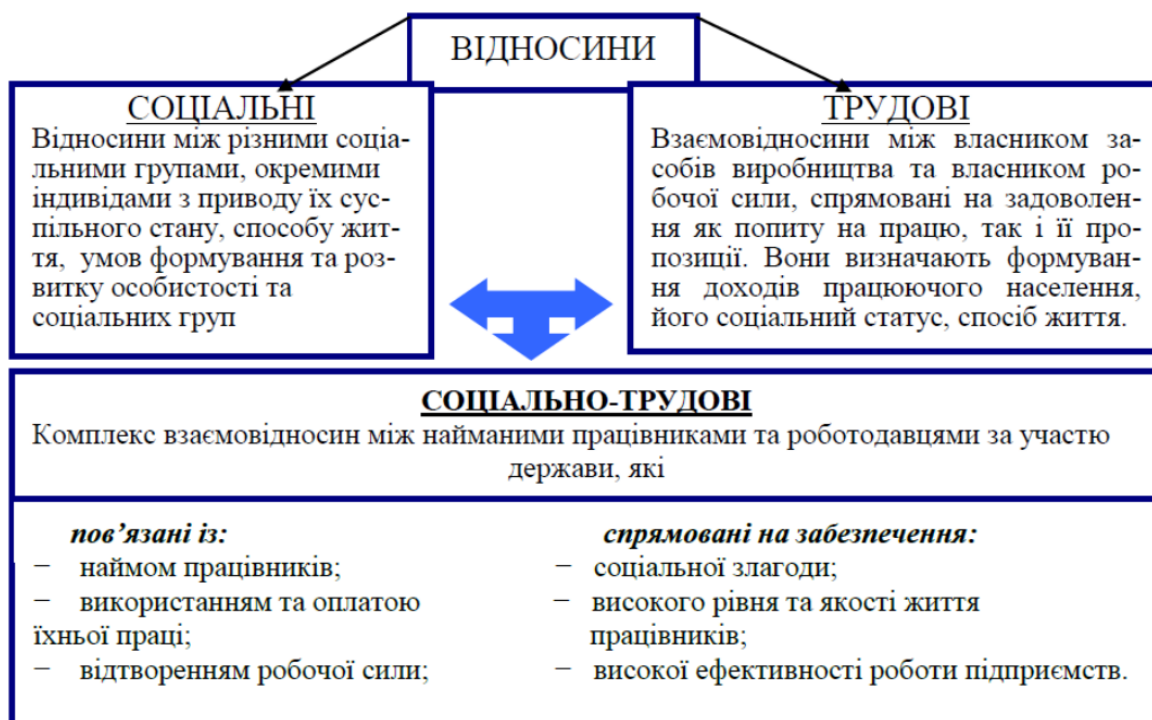 ВІДНОСИНИ
СОЦІАЛЬНІ
Відносини між різними соціа-
льними групами, окремими
індивідами з приводу їх сус-
пільного стану, способу жит-
тя, умов формування та роз-
витку особистості та
соціальних груп
ТРУДОВІ
Взаємовідносини між власником за-
собів виробництва та власником ро-
бочої сили, спрямовані на задоволен-
ня як попиту на працю, так і її про-
позиції. Вони визначають формуван-
ня доходів працюючого населення,
його соціальний статус, спосіб життя.
СОЦІАЛЬНО-ТРУДОВІ
Комплекс взаємовідносин між найманими працівниками та роботодавцями за участю
держави, які
пов’язані із:
− наймом працівників;
− використанням та оплатою
їхньої праці;
− відтворенням робочої сили;
спрямовані на забезпечення:
− соціальної злагоди;
− високого рівня та якості життя
працівників;
− високої ефективності роботи підприємств.